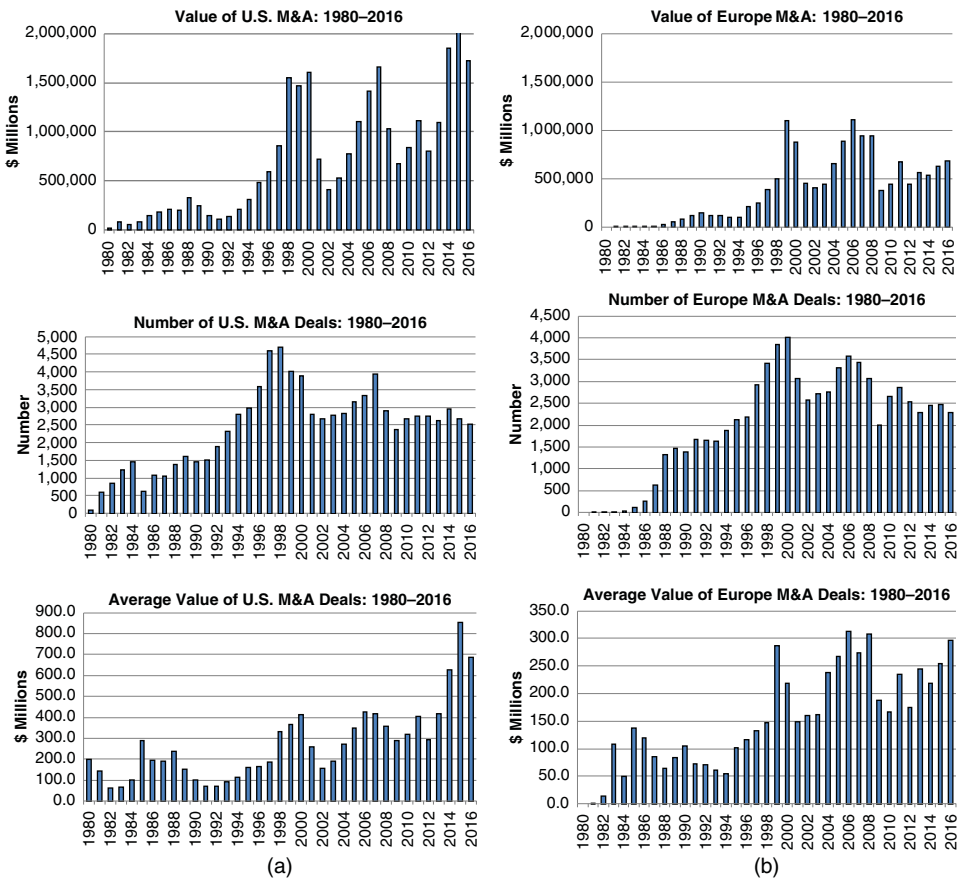 Value of U.S. M&A: 1980–2016
2,000,000
1,500,000
1,000,000
500,000
0
$ Millions
1980 1982 1984 1986 1988 1990 1992 1994 1996 1998 2000 2002 2004 2006 2008 2010 2012 2014 2016
Number of U.S. M&A Deals: 1980–2016
5,000
4,500
4,000
3,500
3,000
2,500
2,000
1,500
1,000
500
0
Number
1980 1982 1984 1986 1988 1990 1992 1994 1996 1998 2000 2002 2004 2006 2008 2010 2012 2014 2016
Average Value of U.S. M&A Deals: 1980–2016
900.0
800.0
700.0
600.0
500.0
400.0
300.0
200.0
100.0
0.0
$ Millions
1980 1982 1984 1986 1988 1990 1992 1994 1996 1998 2000 2002 2004 2006 2008 2010 2012 2014 2016
(a)
Value of Europe M&A: 1980–2016
2,000,000
1,500,000
1,000,000
500,000
0
$ Millions
1980 1982 1984 1986 1988 1990 1992 1994 1996 1998 2000 2002 2004 2006 2008 2010 2012 2014 2016
Number of Europe M&A Deals: 1980–2016
4,500
4,000
3,500
3,000
2,500
2,000
1,500
1,000
500
0
Number
1980 1982 1984 1986 1988 1990 1992 1994 1996 1998 2000 2002 2004 2006 2008 2010 2012 2014 2016
Average Value of Europe M&A Deals: 1980–2016
350.0
300.0
250.0
200.0
150.0
100.0
50.0
0.0
$ Millions
1980 1982 1984 1986 1988 1990 1992 1994 1996 1998 2000 2002 2004 2006 2008 2010 2012 2014 2016
(b)